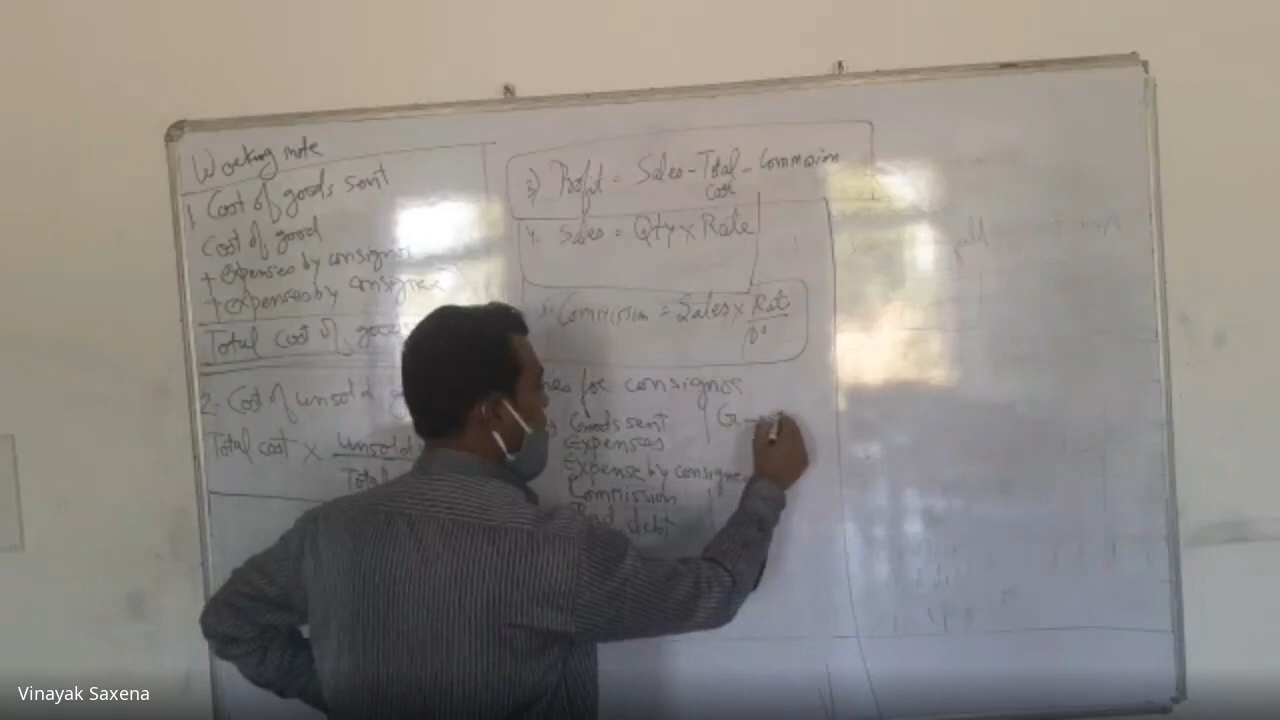 Working note
1. Cost of goods sent
Cost of good
+ Expenses by consignor
+ expenses by consignee
Total cost of goods
2. Cost of unsold
Total cost × unsold
Total
3) Profit = Sales - Total cost - Commission
4. Sales = Qty × Rate
5. Commission = Sales × Rate
for consignor
Goods sent
Expenses
Expense by consignee
Commission
Bad debt
Vinayak Saxena